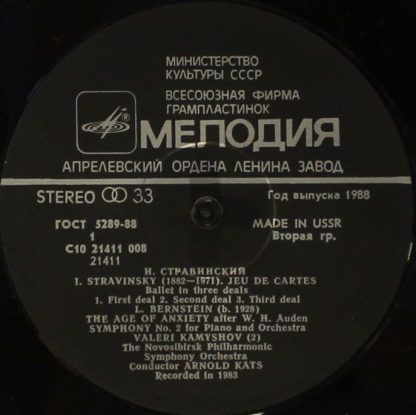 МИНИСТЕРСТВО
КУЛЬТУРЫ СССР
ВСЕСОЮЗНАЯ ФИРМА
ГРАМПЛАСТИНОК
МЕЛОДИЯ
АПРЕЛЕВСКИЙ ОРДЕНА ЛЕНИНА ЗАВОД
STEREO 33
Год выпуска 1988
ГОСТ 5289-88
MADE IN USSR
1
Вторая гр.
С10 21411 008
21411
И. СТРАВИНСКИЙ
I. STRAVINSKY (1882—1971). JEU DE CARTES
Ballet in three deals
1. First deal 2. Second deal 3. Third deal
L. BERNSTEIN (b. 1928)
THE AGE OF ANXIETY after W. H. Auden
SYMPHONY No. 2 for Piano and Orchestra
VALERI KAMYSHOV (2)
The Novosibirsk Philharmonic
Symphony Orchestra
Conductor ARNOLD KATS
Recorded in 1983